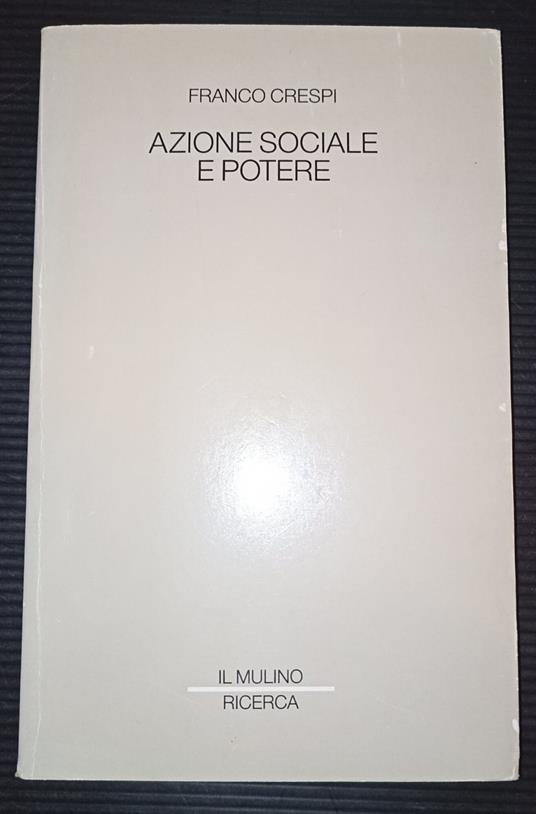 FRANCO CRESPI
AZIONE SOCIALE
E POTERE
IL MULINO
RICERCA